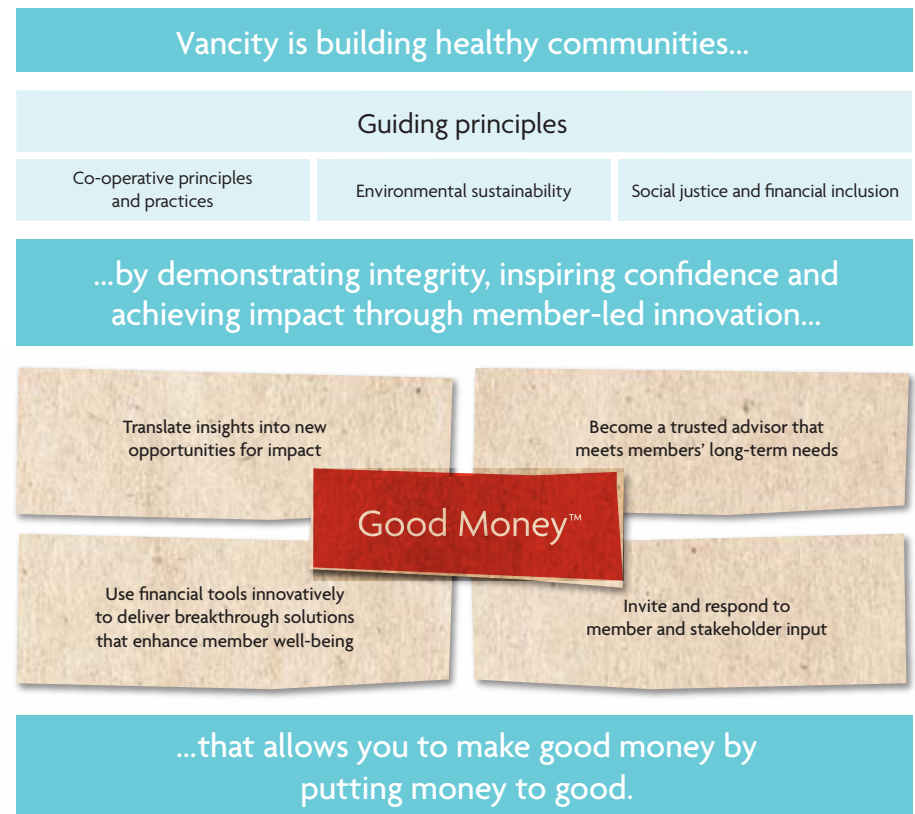 Vancity is building healthy communities...
Guiding principles
Co-operative principles
and practices
Environmental sustainability
Social justice and financial inclusion
...by demonstrating integrity, inspiring confidence and
achieving impact through member-led innovation...
Translate insights into new
opportunities for impact
Become a trusted advisor that
meets members’ long-term needs
Good Money™
Use financial tools innovatively
to deliver breakthrough solutions
that enhance member well-being
Invite and respond to
member and stakeholder input
...that allows you to make good money by
putting money to good.